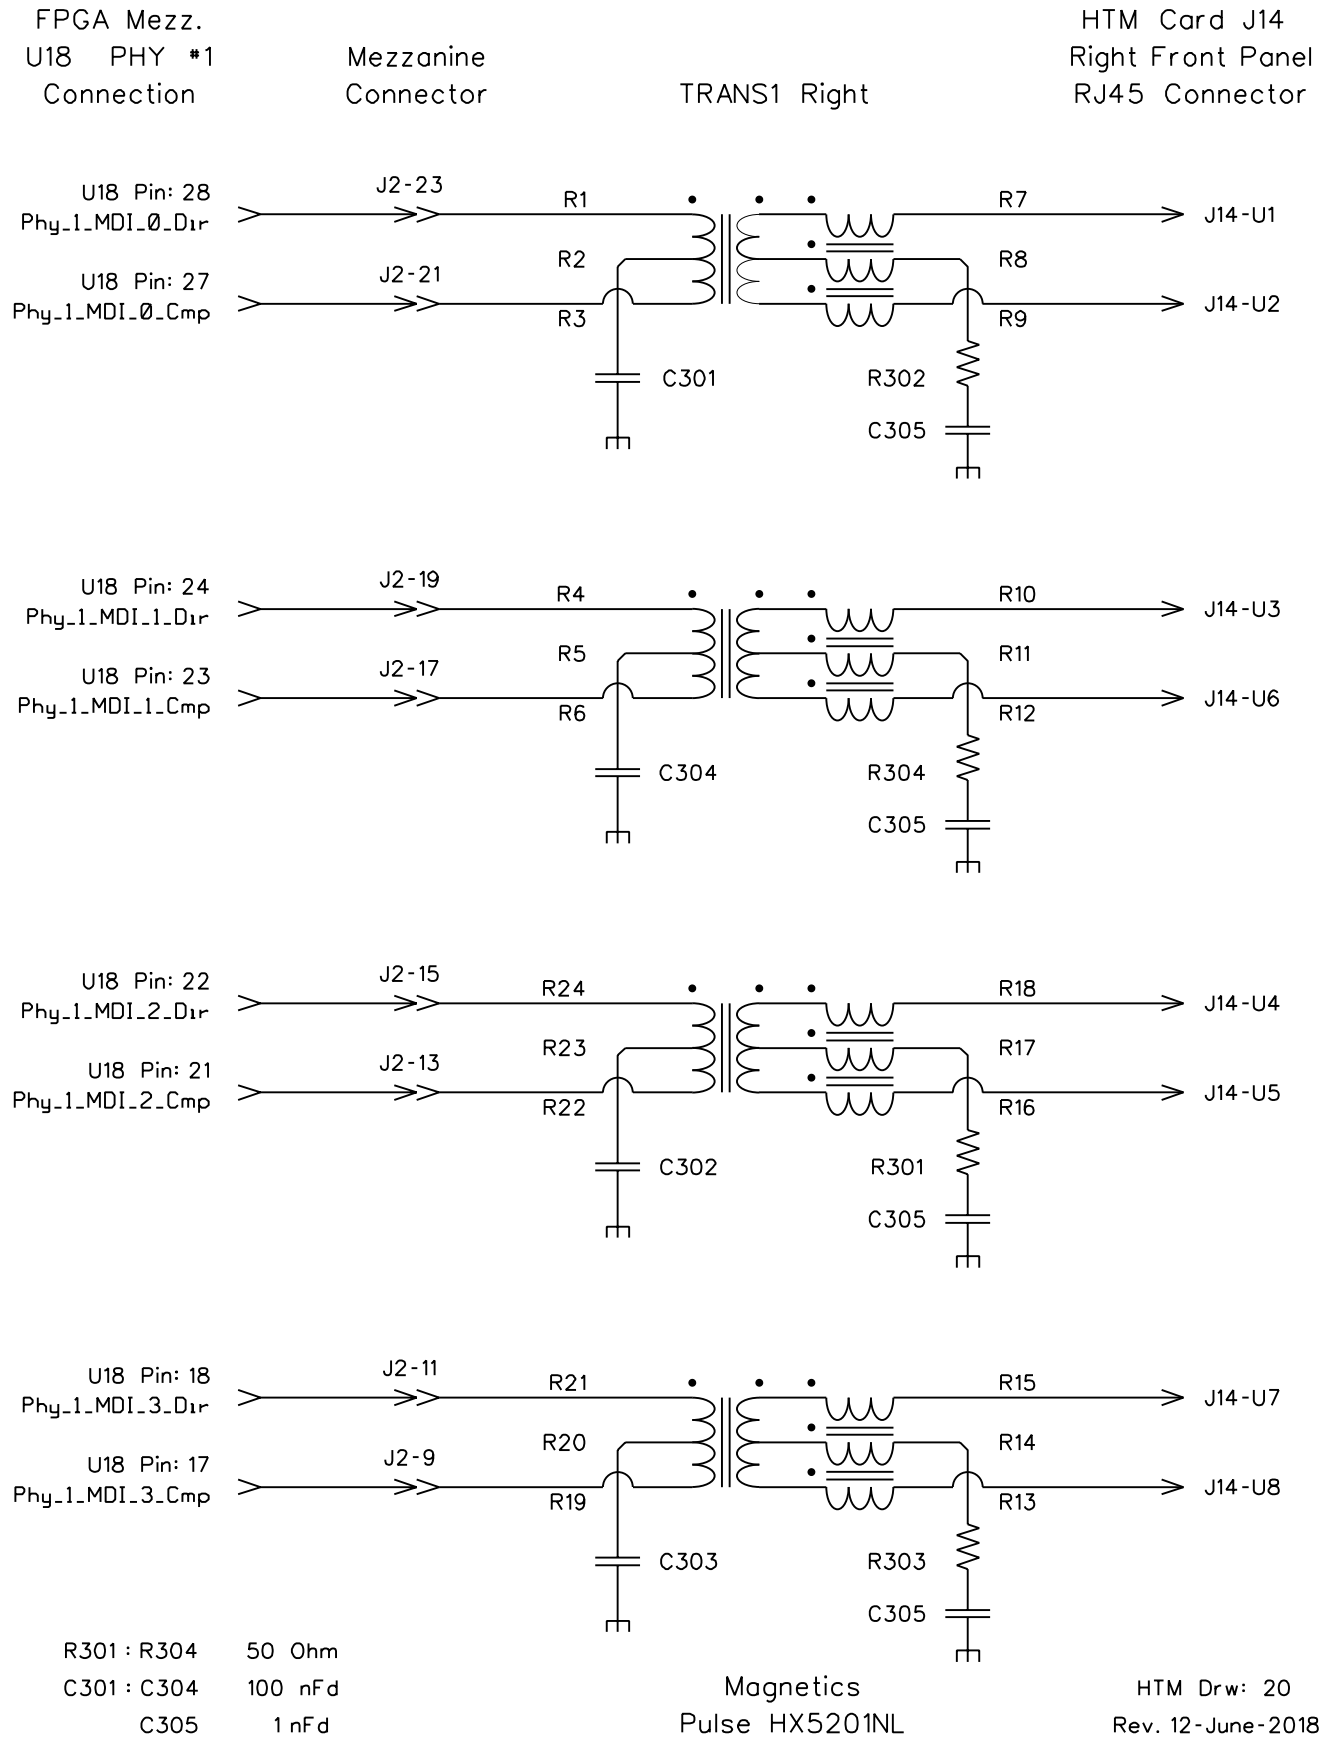 FPGA Mezz.
U18 PHY #1
Connection
Mezzanine
Connector
TRANS1 Right
HTM Card J14
Right Front Panel
RJ45 Connector
U18 Pin: 28
Phy_1_MDI_0_Dir
J2-23
R1
R7
J14-U1
R2
R8
U18 Pin: 27
Phy_1_MDI_0_Cmp
J2-21
R3
R9
J14-U2
C301
R302
C305
U18 Pin: 24
Phy_1_MDI_1_Dir
J2-19
R4
R10
J14-U3
R5
R11
U18 Pin: 23
Phy_1_MDI_1_Cmp
J2-17
R6
R12
J14-U6
C304
R304
C305
U18 Pin: 22
Phy_1_MDI_2_Dir
J2-15
R24
R18
J14-U4
R23
R17
U18 Pin: 21
Phy_1_MDI_2_Cmp
J2-13
R22
R16
J14-U5
C302
R301
C305
U18 Pin: 18
Phy_1_MDI_3_Dir
J2-11
R21
R15
J14-U7
R20
R14
U18 Pin: 17
Phy_1_MDI_3_Cmp
J2-9
R19
R13
J14-U8
C303
R303
C305
R301 : R304 50 Ohm
C301 : C304 100 nFd
C305 1 nFd
Magnetics
Pulse HX5201NL
HTM Drw: 20
Rev. 12-June-2018